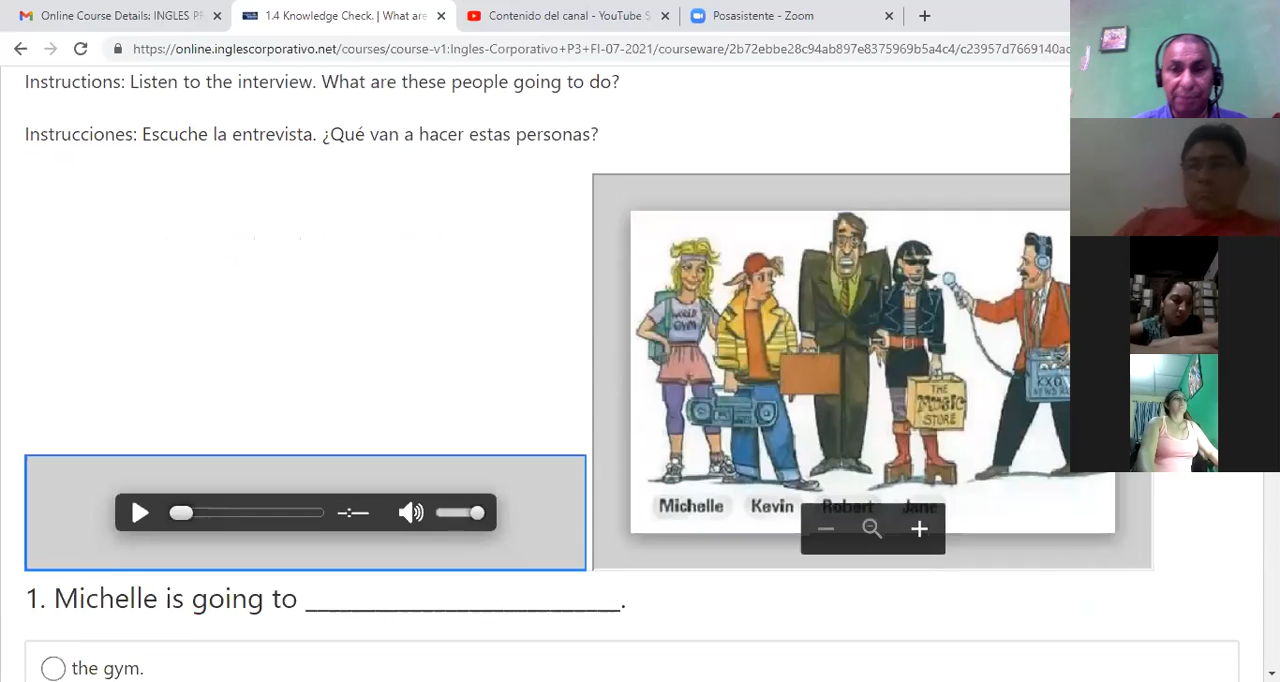 Online Course Details: INGLES PR
1.4 Knowledge Check. | What are
Contenido del canal - YouTube S
Posasistente - Zoom
https://online.inglescorporativo.net/courses/course-v1:Ingles-Corporativo+P3+FI-07-2021/courseware/2b72ebbe28c94ab897e8375969b5a4c4/c23957d7669140ac
Instructions: Listen to the interview. What are these people going to do?
Instrucciones: Escuche la entrevista. ¿Qué van a hacer estas personas?
WORLD
GYM
KXQ
NEWS
THE
MUSIC
STORE
Michelle Kevin Robert Jane
1. Michelle is going to __________________________.
the gym.